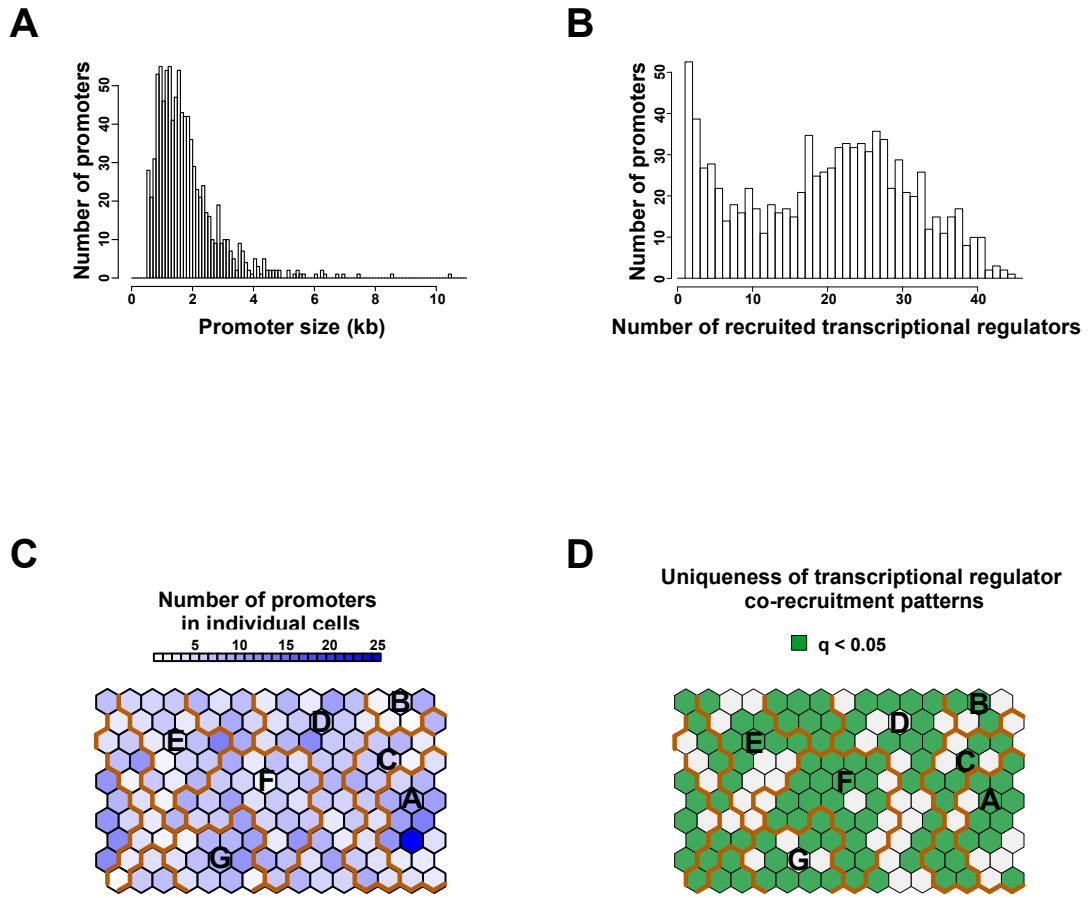 A
B
Number of promoters
0 10 20 30 40 50
0 2 4 6 8 10
Promoter size (kb)
Number of promoters
0 10 20 30 40 50
0 10 20 30 40
Number of recruited transcriptional regulators
C
D
Number of promoters
in individual cells
5 10 15 20 25
B
D
E
C
F
A
G
Uniqueness of transcriptional regulator
co-recruitment patterns
q < 0.05
B
D
E
C
F
A
G